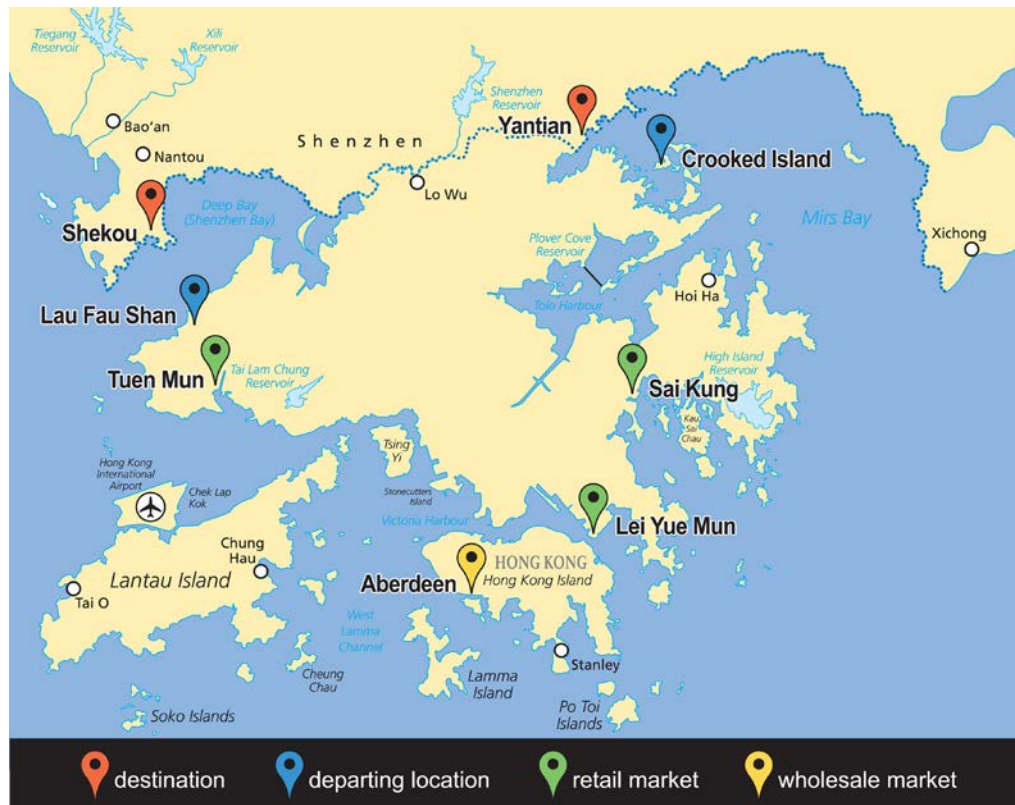 Tiegang
Reservoir
Xili
Reservoir
Shenzhen
Reservoir
Yantian
Bao'an
Shenzhen
Crooked Island
Nantou
Lo Wu
Deep Bay
(Shenzhen Bay)
Shekou
Mirs Bay
Xichong
Plover Cove
Reservoir
Hoi Ha
Tolo Harbour
Lau Fau Shan
Tuen Mun
Tai Lam Chung
Reservoir
High Island
Reservoir
Sai Kung
Kau
Sai
Chau
Tsing
Yi
Hong Kong
International
Airport
Chek Lap
Kok
Stonecutters
Island
Victoria Harbour
Lei Yue Mun
Chung
Hau
HONG KONG
Hong Kong Island
Aberdeen
Lantau Island
Tai O
West
Lamma
Channel
Stanley
Cheung
Chau
Lamma
Island
Po Toi
Islands
Soko Islands
destination
departing location
retail market
wholesale market